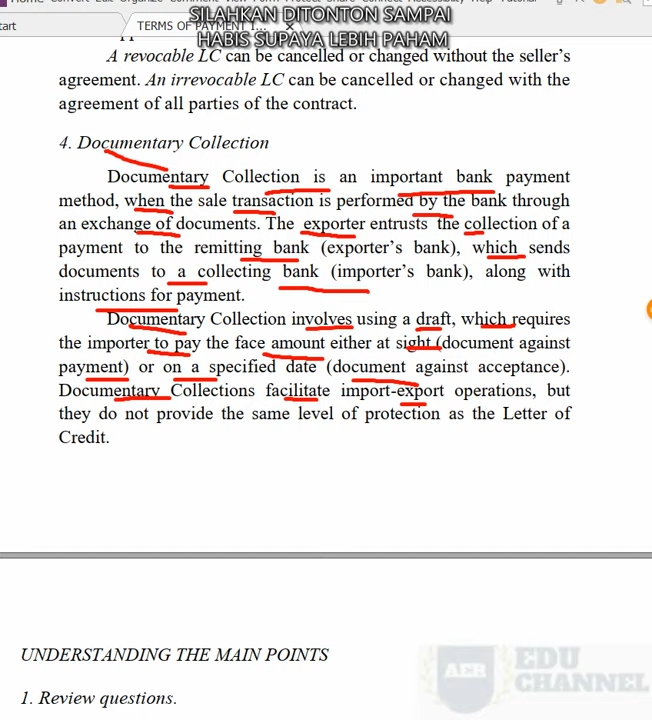 SILAHKAN DITONTON SAMPAI
tart
TERMS OF PAYMENT
HABIS SUPAYA LEBIH PAHAM
A revocable LC can be cancelled or changed without the seller's
agreement. An irrevocable LC can be cancelled or changed with the
agreement of all parties of the contract.
4. Documentary Collection
Documentary Collection is an important bank payment
method, when the sale transaction is performed by the bank through
an exchange of documents. The exporter entrusts the collection of a
payment to the remitting bank (exporter's bank), which sends
documents to a collecting bank (importer's bank), along with
instructions for payment.
Documentary Collection involves using a draft, which requires
the importer to pay the face amount either at sight (document against
payment) or on a specified date (document against acceptance).
Documentary Collections facilitate import-export operations, but
they do not provide the same level of protection as the Letter of
Credit.
UNDERSTANDING THE MAIN POINTS
1. Review questions.
AER
EDU
CHANNEL